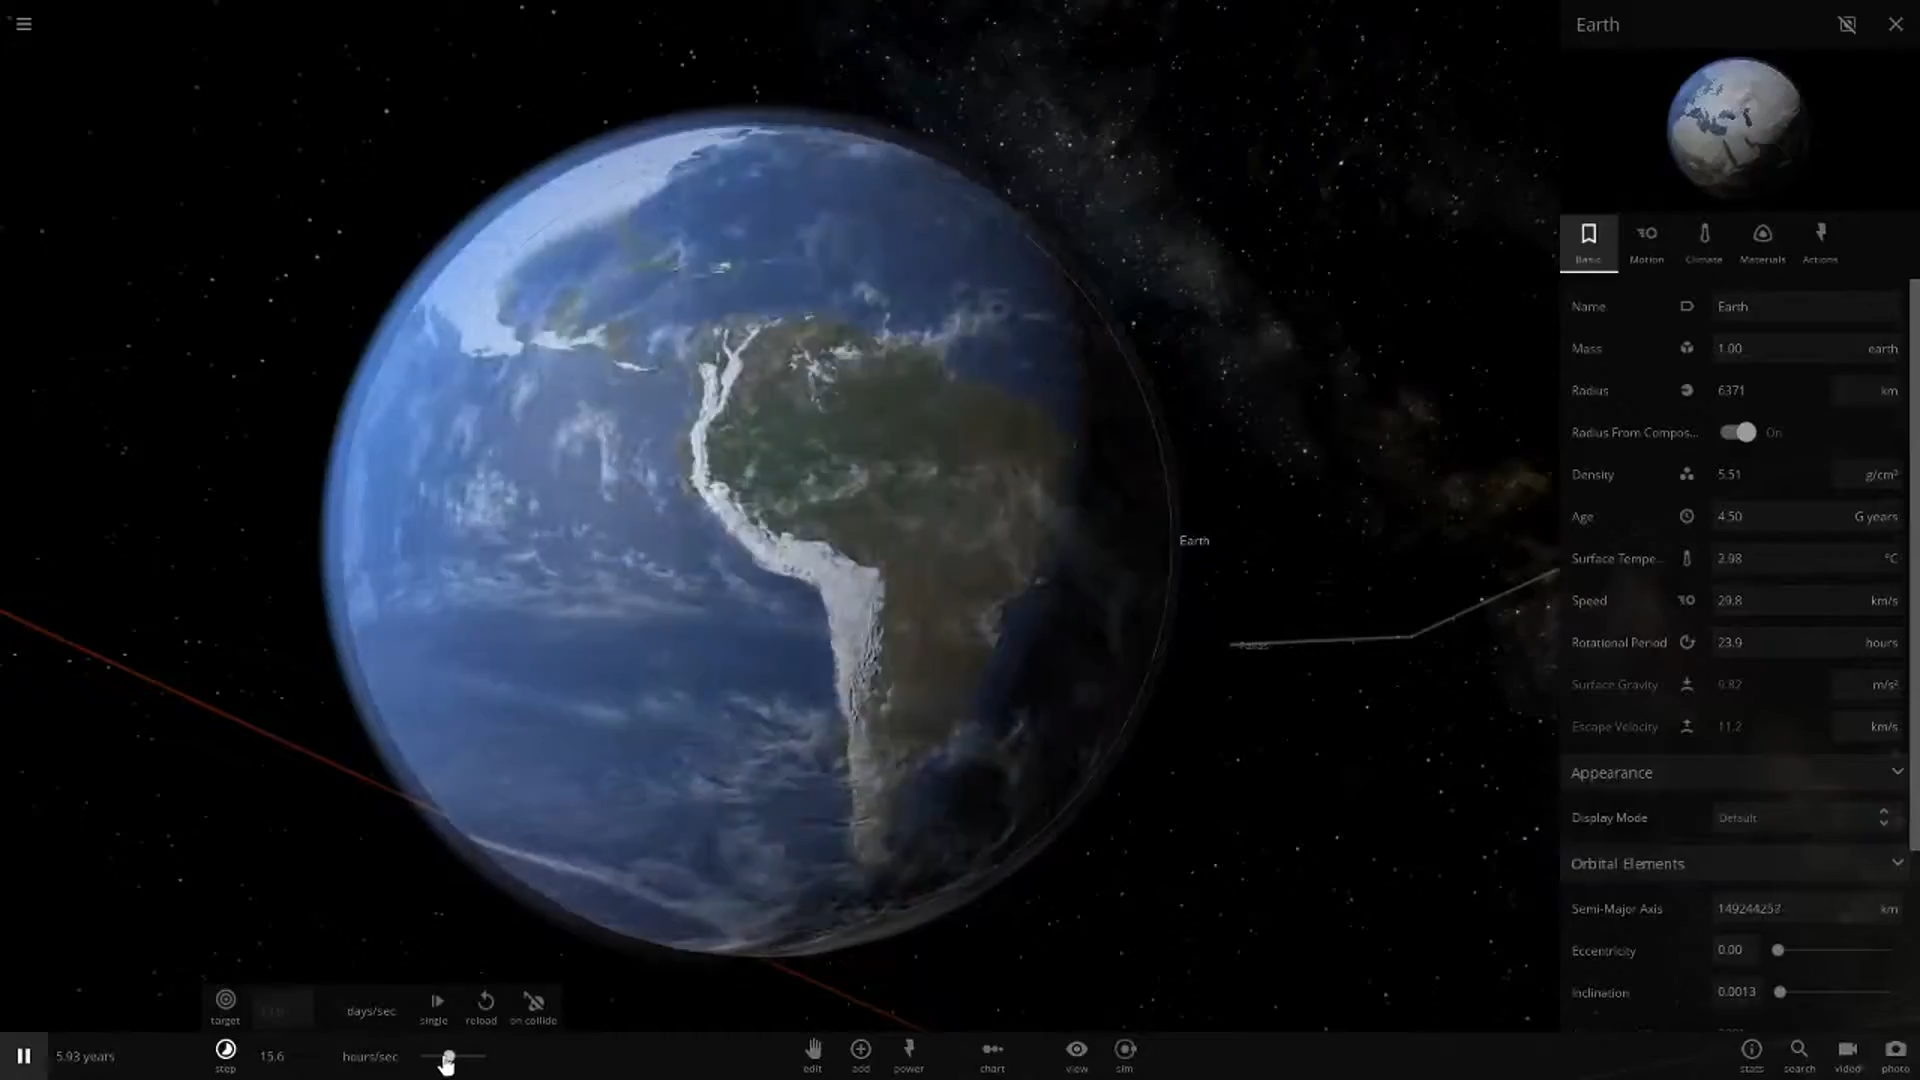 Earth
Basic
Motion
Climate
Materials
Actions
Name
Earth
Mass
1.00
earth
Radius
6371
km
Radius From Compos...
On
Density
5.51
g/cm³
Age
4.50
G years
Surface Tempe...
2.98
°C
Earth
Speed
29.8
km/s
Rotational Period
23.9
hours
Surface Gravity
9.82
m/s²
Escape Velocity
11.2
km/s
Appearance
Display Mode
Default
Orbital Elements
Semi-Major Axis
km
Eccentricity
0.00
Inclination
0.0013
target
days/sec
single
reload
on collide
5.93 years
step
15.6
hours/sec
edit
add
power
chart
view
sim
stats
search
video
photo